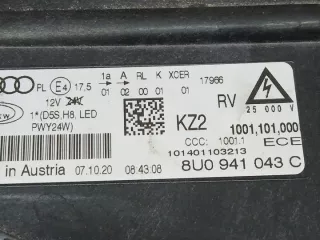 PL E4 17,5 1a A RL K XCER 17966
01 02 00 01 01
12V 24V RV 25 000 V
1*(D5S,H8, LED
PWY24W) KZ2 1001,101,000
CCC: 1001.1 ECE
101401103213
in Austria 07.10.20 08:43:08 8U0 941 043 C